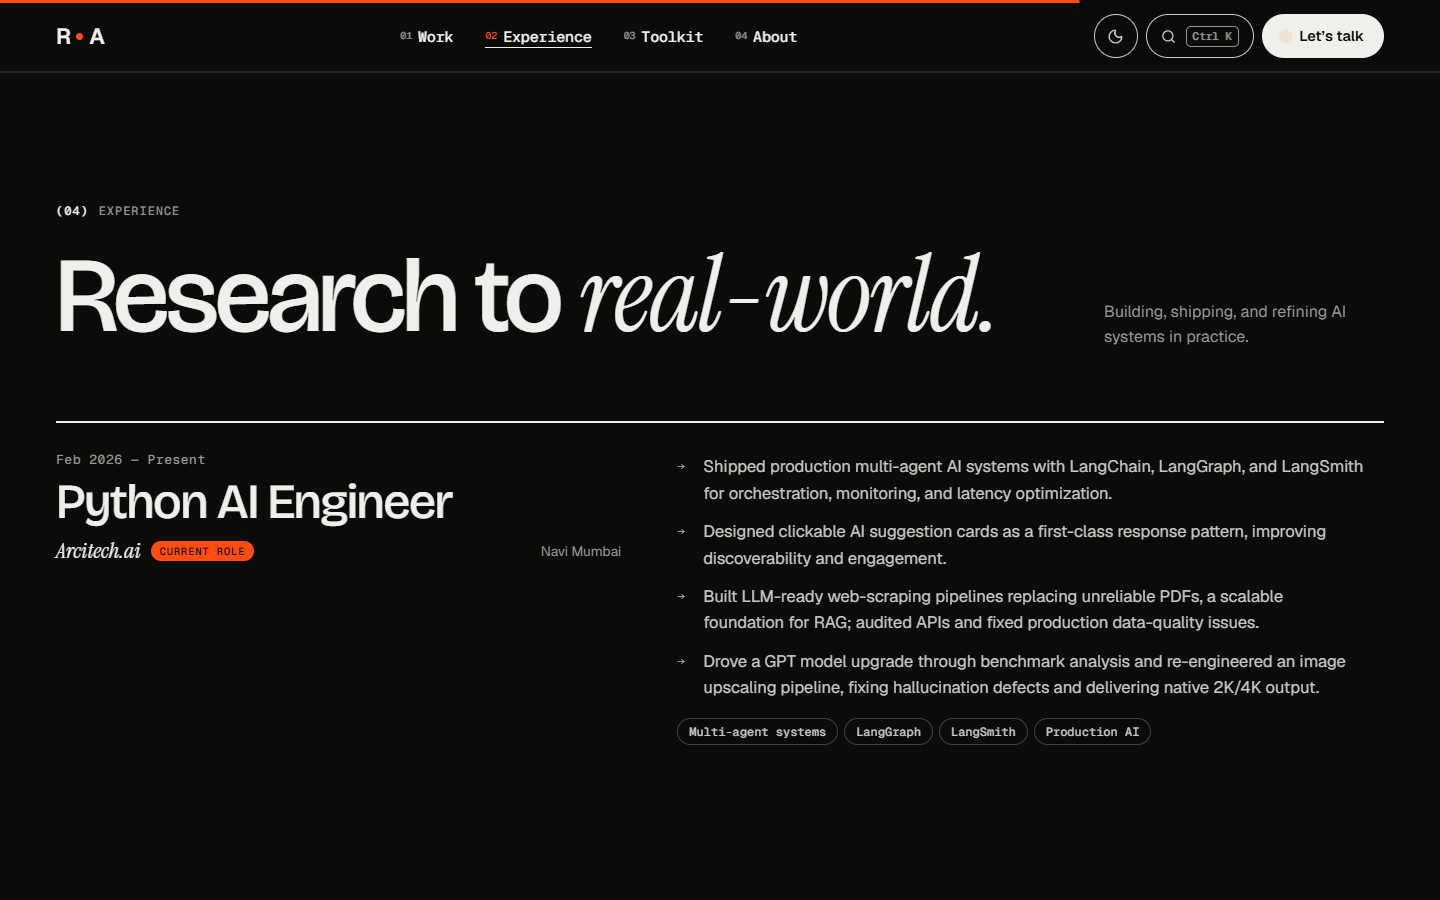 R•A
01 Work
02 Experience
03 Toolkit
04 About
Ctrl K
Let's talk
(04) EXPERIENCE
Research to real-world.
Building, shipping, and refining AI
systems in practice.
Feb 2026 — Present
Python AI Engineer
Arcitech.ai CURRENT ROLE
Navi Mumbai
→ Shipped production multi-agent AI systems with LangChain, LangGraph, and LangSmith
for orchestration, monitoring, and latency optimization.
→ Designed clickable AI suggestion cards as a first-class response pattern, improving
discoverability and engagement.
→ Built LLM-ready web-scraping pipelines replacing unreliable PDFs, a scalable
foundation for RAG; audited APIs and fixed production data-quality issues.
→ Drove a GPT model upgrade through benchmark analysis and re-engineered an image
upscaling pipeline, fixing hallucination defects and delivering native 2K/4K output.
Multi-agent systems
LangGraph
LangSmith
Production AI